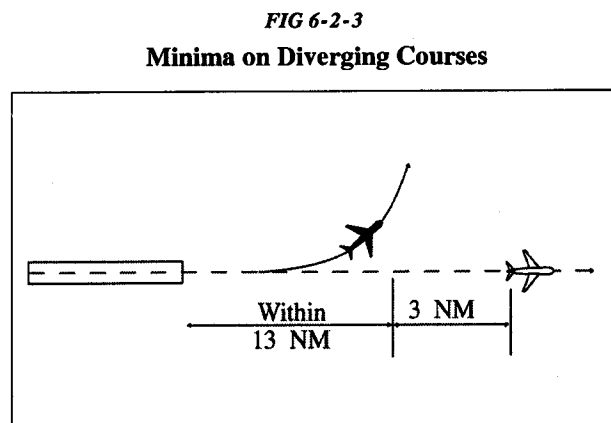 FIG 6-2-3
Minima on Diverging Courses
Within
13 NM
3 NM